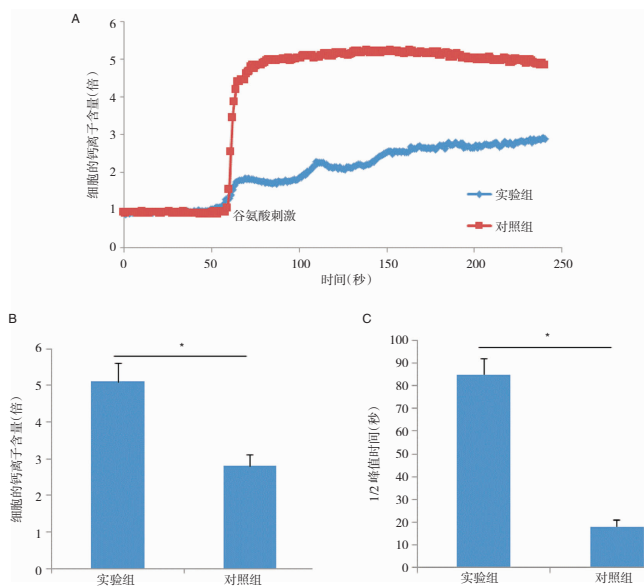 A
细胞的钙离子含量(倍)
6
5
4
3
2
1
0
谷氨酸刺激
实验组
对照组
0
50
100
150
200
250
时间(秒)
B
细胞的钙离子含量(倍)
6
5
4
3
2
1
0
*
实验组
对照组
C
1/2 峰值时间(秒)
100
90
80
70
60
50
40
30
20
10
0
*
实验组
对照组